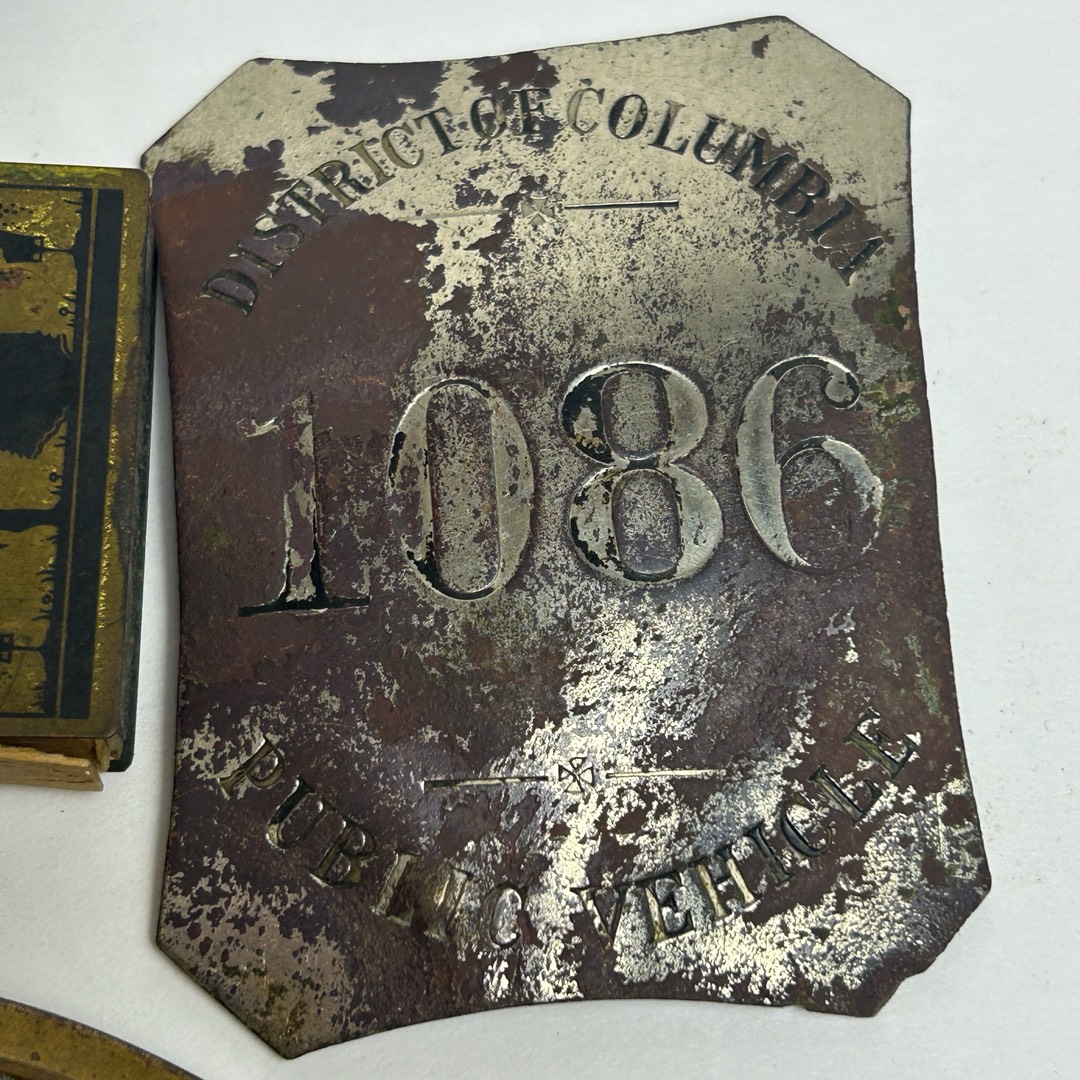 DISTRICT OF COLUMBIA
1086
PUBLIC VEHICLE